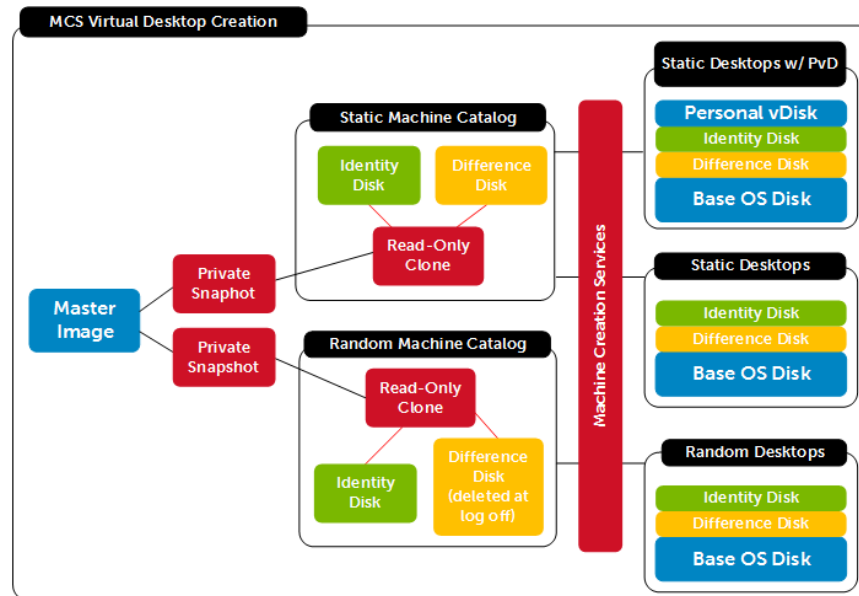 MCS Virtual Desktop Creation
Static Desktops w/ PvD
Personal vDisk
Identity Disk
Difference Disk
Base OS Disk
Static Machine Catalog
Identity
Disk
Difference
Disk
Read-Only
Clone
Private
Snaphot
Master
Image
Private
Snapshot
Random Machine Catalog
Read-Only
Clone
Identity
Disk
Difference
Disk
(deleted at
log off)
Machine Creation Services
Static Desktops
Identity Disk
Difference Disk
Base OS Disk
Random Desktops
Identity Disk
Difference Disk
Base OS Disk